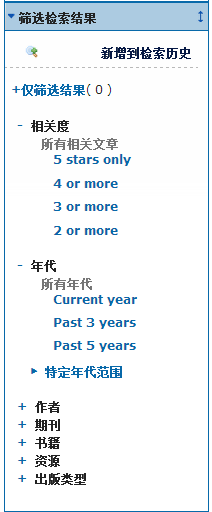 筛选检索结果
新增到检索历史
+仅筛选结果( 0 )
- 相关度
所有相关文章
5 stars only
4 or more
3 or more
2 or more
- 年代
所有年代
Current year
Past 3 years
Past 5 years
特定年代范围
+ 作者
+ 期刊
+ 书籍
+ 资源
+ 出版类型